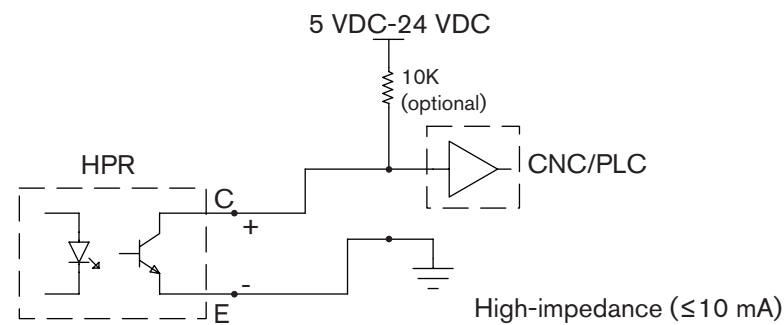 5 VDC-24 VDC
10K
(optional)
CNC/PLC
HPR
C
+
-
E
High-impedance (≤10 mA)